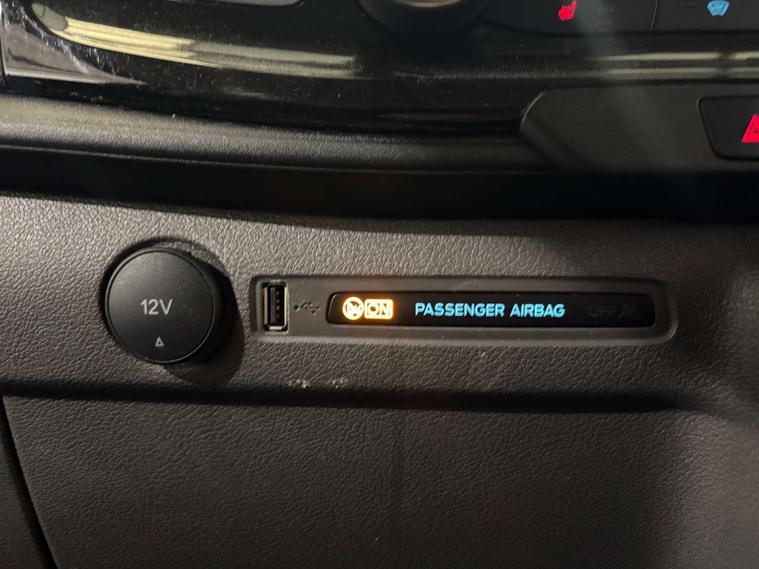 12V
ON PASSENGER AIRBAG OFF